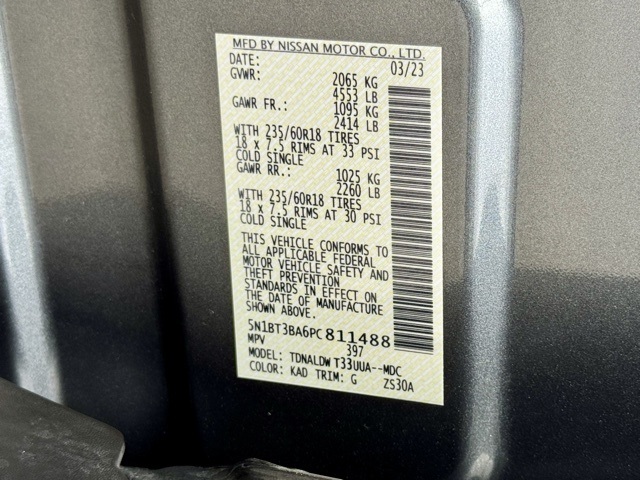 MFD BY NISSAN MOTOR CO., LTD.
DATE: 03/23
GVWR: 2065 KG
4553 LB
GAWR FR.: 1095 KG
2414 LB
WITH 235/60R18 TIRES
18 x 7.5 RIMS AT 33 PSI
COLD SINGLE
GAWR RR.: 1025 KG
2260 LB
WITH 235/60R18 TIRES
18 x 7.5 RIMS AT 30 PSI
COLD SINGLE
THIS VEHICLE CONFORMS TO
ALL APPLICABLE FEDERAL
MOTOR VEHICLE SAFETY AND
THEFT PREVENTION
STANDARDS IN EFFECT ON
THE DATE OF MANUFACTURE
SHOWN ABOVE.
5N1BT3BA6PC811488
MPV 397
MODEL: TDNALDWT33UUA--MDC
COLOR: KAD TRIM: G ZS30A